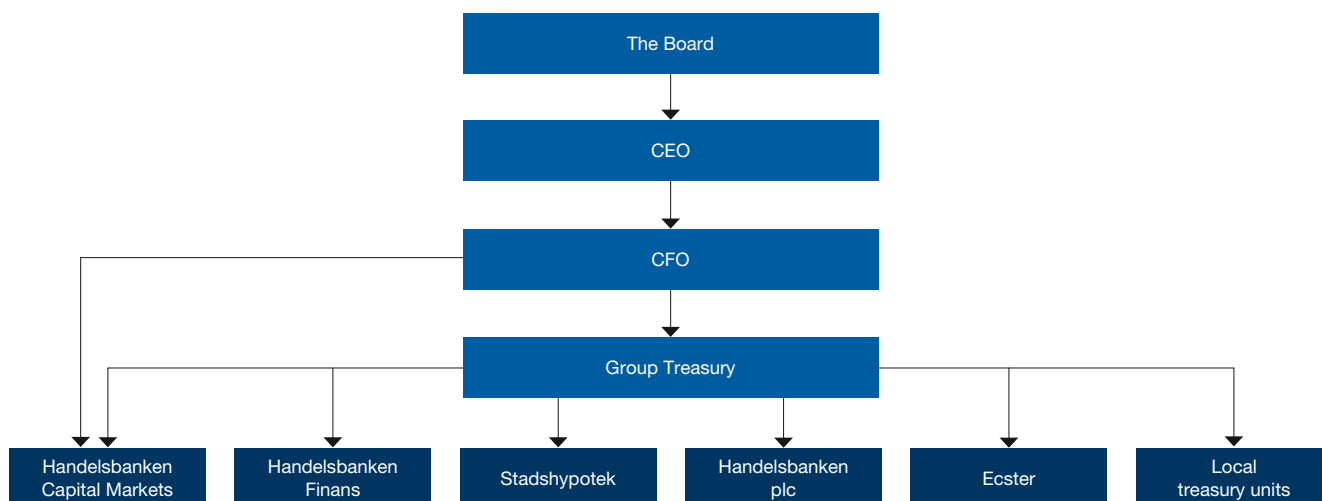 The Board
CEO
CFO
Group Treasury
Handelsbanken
Capital Markets
Handelsbanken
Finans
Stadshypotek
Handelsbanken
plc
Ecster
Local
treasury units